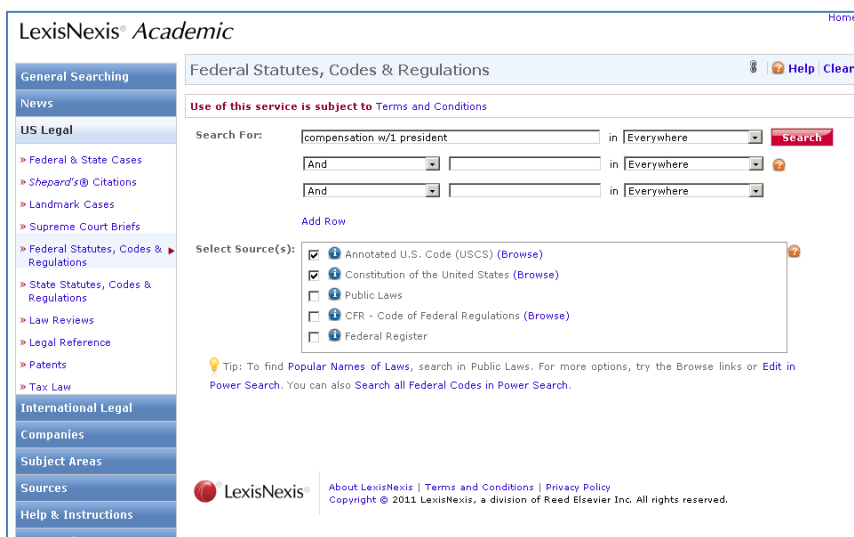 Home
LexisNexis® Academic
General Searching
News
US Legal
» Federal & State Cases
» Shepard's® Citations
» Landmark Cases
» Supreme Court Briefs
» Federal Statutes, Codes &
Regulations
» State Statutes, Codes &
Regulations
» Law Reviews
» Legal Reference
» Patents
» Tax Law
International Legal
Companies
Subject Areas
Sources
Help & Instructions
Federal Statutes, Codes & Regulations
? Help | Clear
Use of this service is subject to Terms and Conditions
Search For: compensation w/1 president in Everywhere Search
And in Everywhere ?
And in Everywhere
Add Row
Select Source(s): ?
i Annotated U.S. Code (USCS) (Browse)
i Constitution of the United States (Browse)
i Public Laws
i CFR - Code of Federal Regulations (Browse)
i Federal Register
Tip: To find Popular Names of Laws, search in Public Laws. For more options, try the Browse links or Edit in
Power Search. You can also Search all Federal Codes in Power Search.
LexisNexis®
About LexisNexis | Terms and Conditions | Privacy Policy
Copyright © 2011 LexisNexis, a division of Reed Elsevier Inc. All rights reserved.